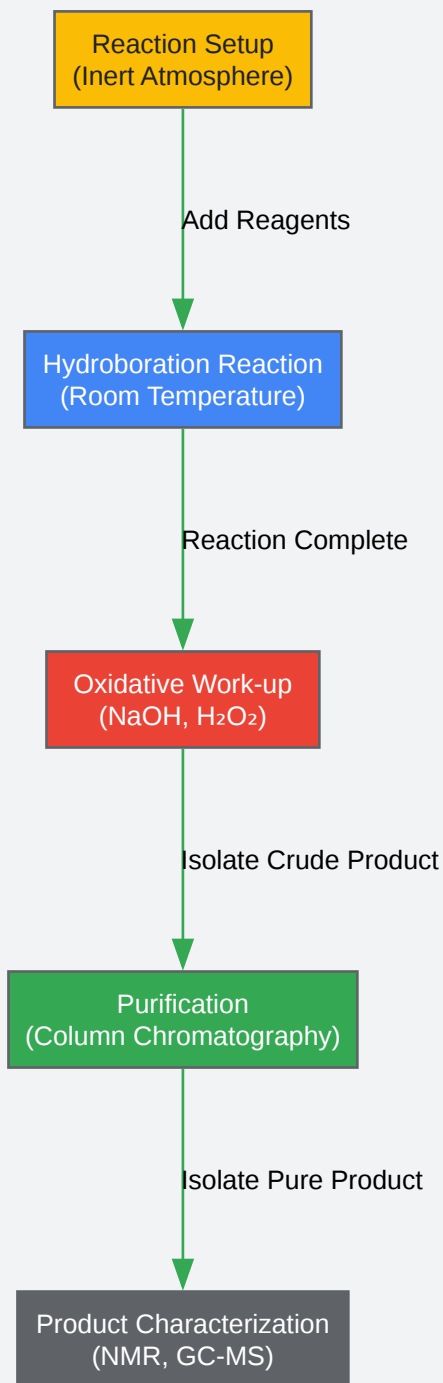 Reaction Setup
(Inert Atmosphere)
Add Reagents
Hydroboration Reaction
(Room Temperature)
Reaction Complete
Oxidative Work-up
(NaOH, H₂O₂)
Isolate Crude Product
Purification
(Column Chromatography)
Isolate Pure Product
Product Characterization
(NMR, GC-MS)